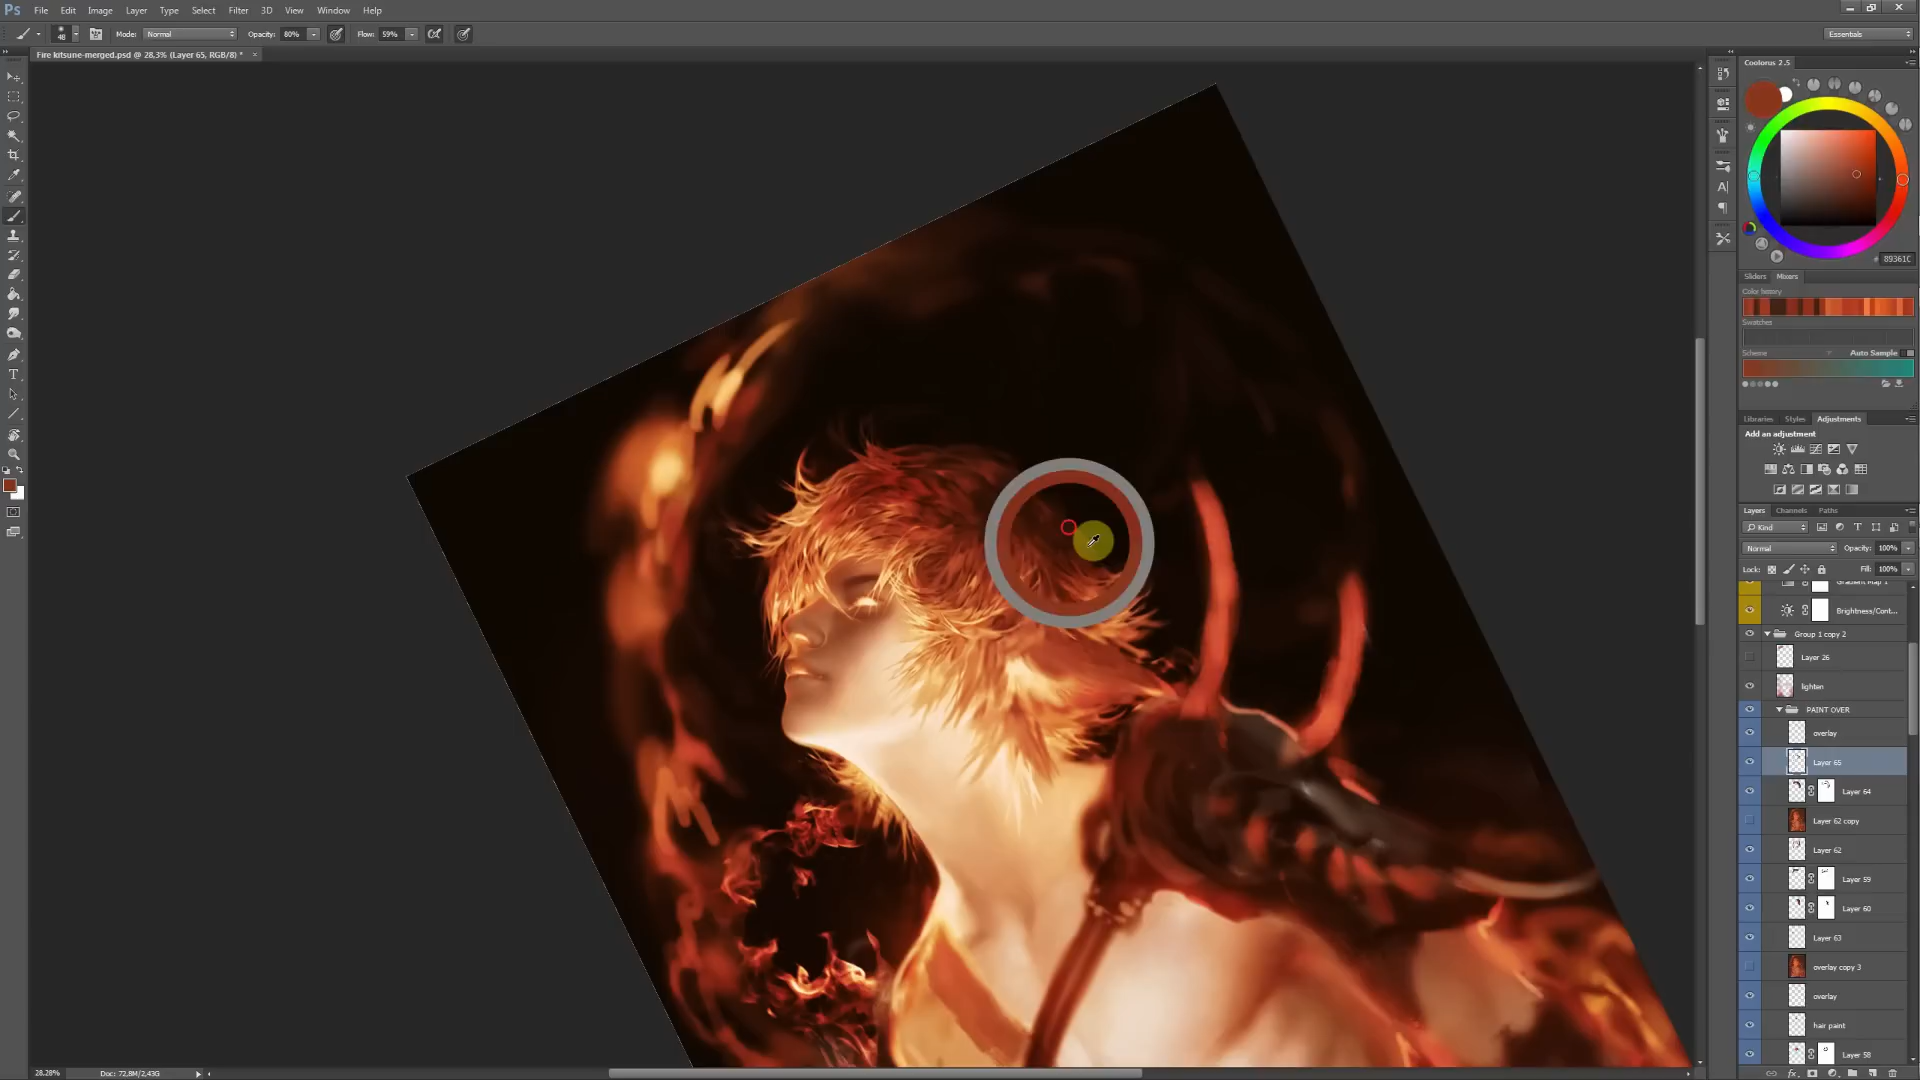 Ps File Edit Image Layer Type Select Filter 3D View Window Help
48 Mode: Normal Opacity: 80% Flow: 59% Essentials
Fire kitsune-merged.psd @ 28,3% (Layer 65, RGB/8) * ×
Coolorus 2.5
89361C
Sliders Mixers
Color history
Swatches
Scheme Auto Sample
Libraries Styles Adjustments
Add an adjustment
Layers Channels Paths
Kind
Normal Opacity: 100%
Lock: Fill: 100%
Gradient Map 1
Brightness/Cont...
Group 1 copy 2
Layer 26
lighten
PAINT OVER
overlay
Layer 65
Layer 64
Layer 62 copy
Layer 62
Layer 59
Layer 60
Layer 63
overlay copy 3
overlay
hair paint
Layer 58
28.28% Doc: 72,8M/2,43G